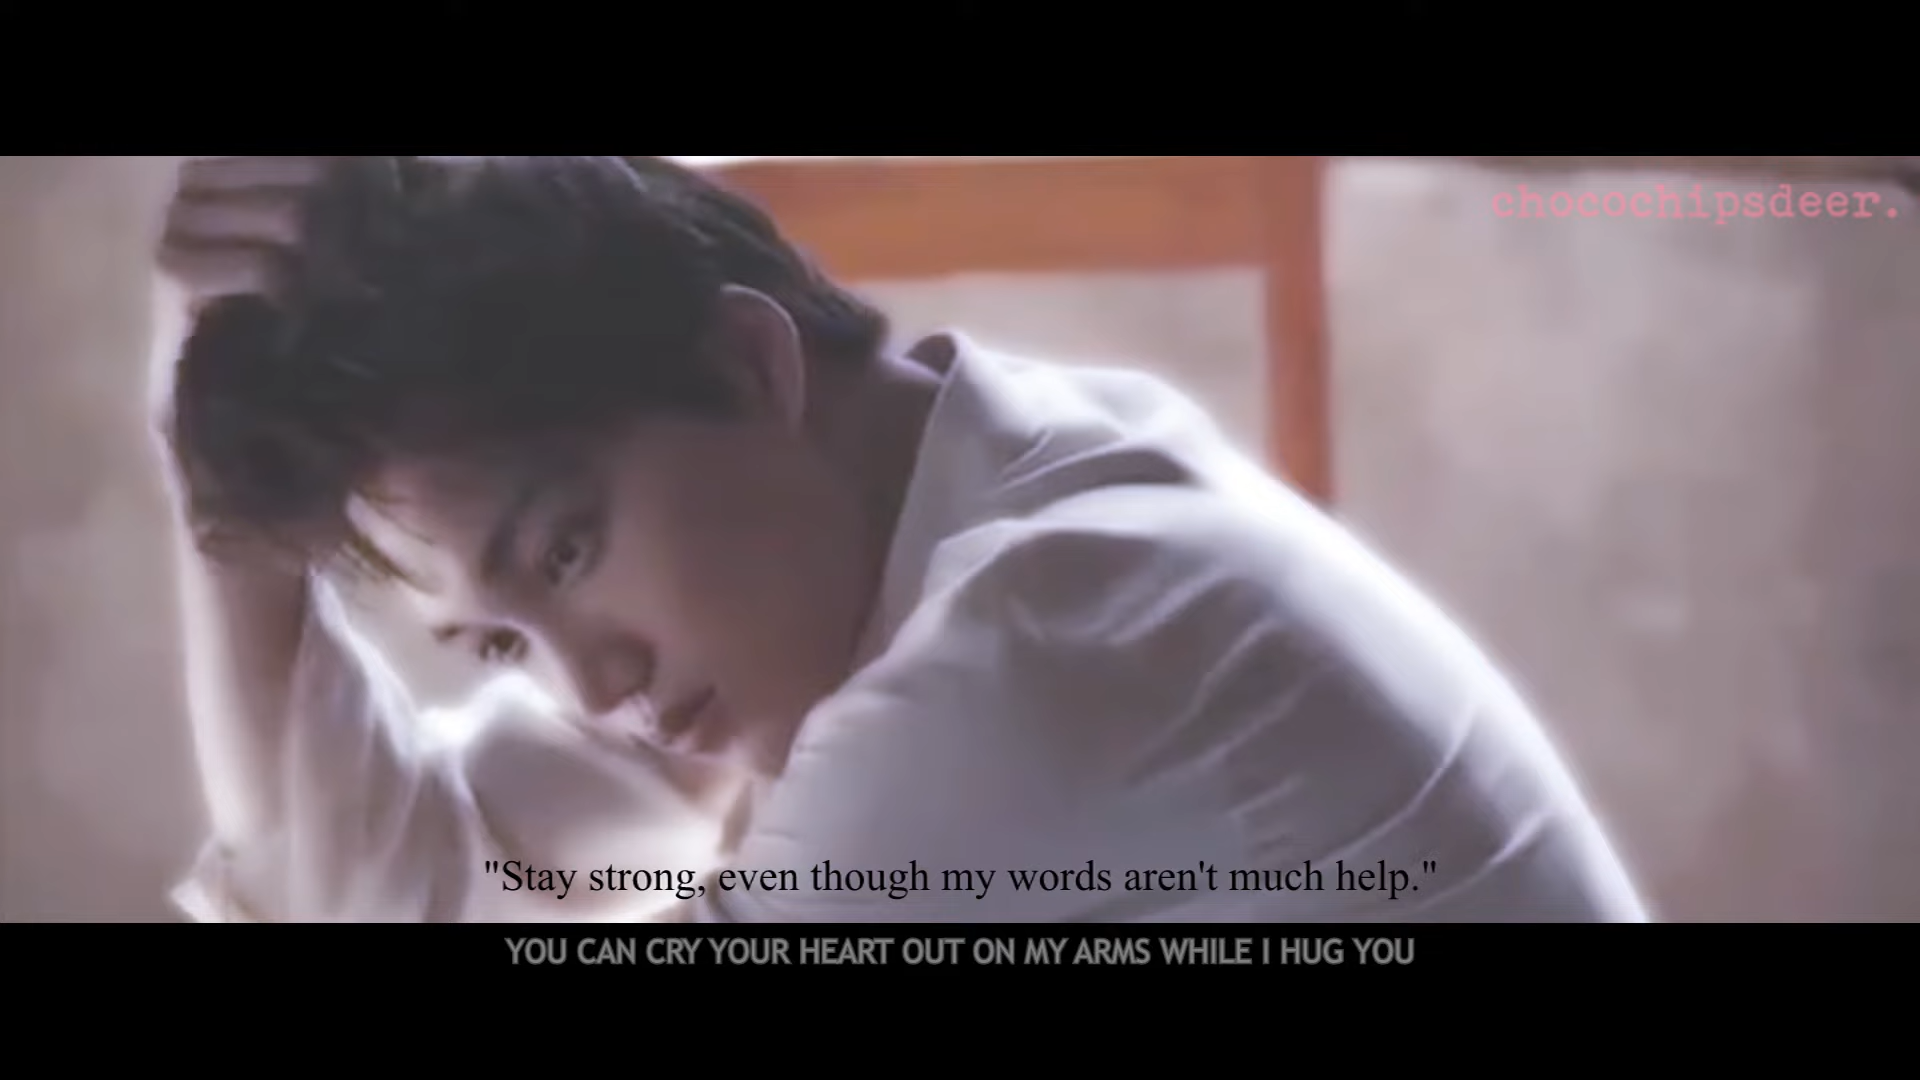 chocochipsdeer.
"Stay strong, even though my words aren't much help."
YOU CAN CRY YOUR HEART OUT ON MY ARMS WHILE I HUG YOU